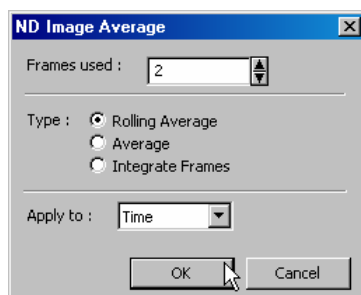 ND Image Average
Frames used : 2
Type : Rolling Average
Average
Integrate Frames
Apply to : Time
OK Cancel